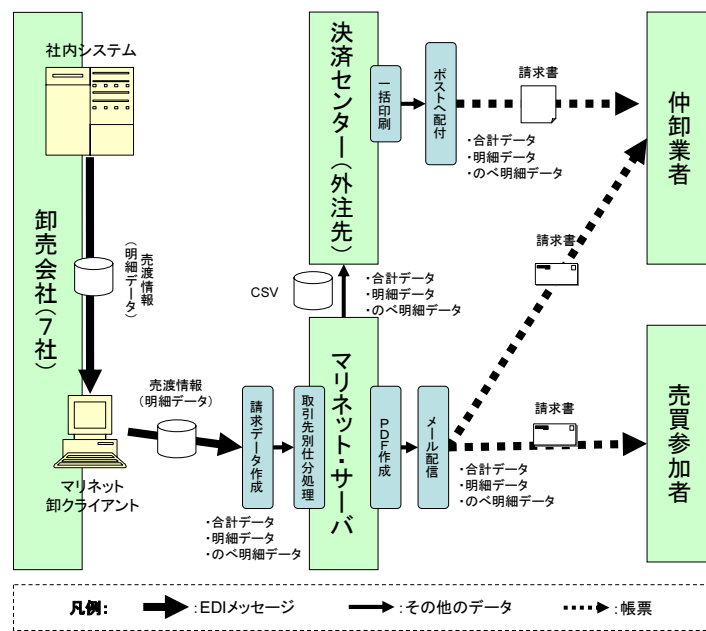 社内システム
卸売会社(7社)
売渡情報
(明細データ)
マリネット
卸クライアント
売渡情報
(明細データ)
請求データ作成
取引先別仕分処理
・合計データ
・明細データ
・のべ明細データ
マリネット・サーバ
CSV
・合計データ
・明細データ
・のべ明細データ
決済センター(外注先)
一括印刷
ポストへ配付
・合計データ
・明細データ
・のべ明細データ
請求書
仲卸業者
請求書
PDF作成
メール配信
・合計データ
・明細データ
・のべ明細データ
請求書
売買参加者
凡例:
:EDIメッセージ
:その他のデータ
:帳票